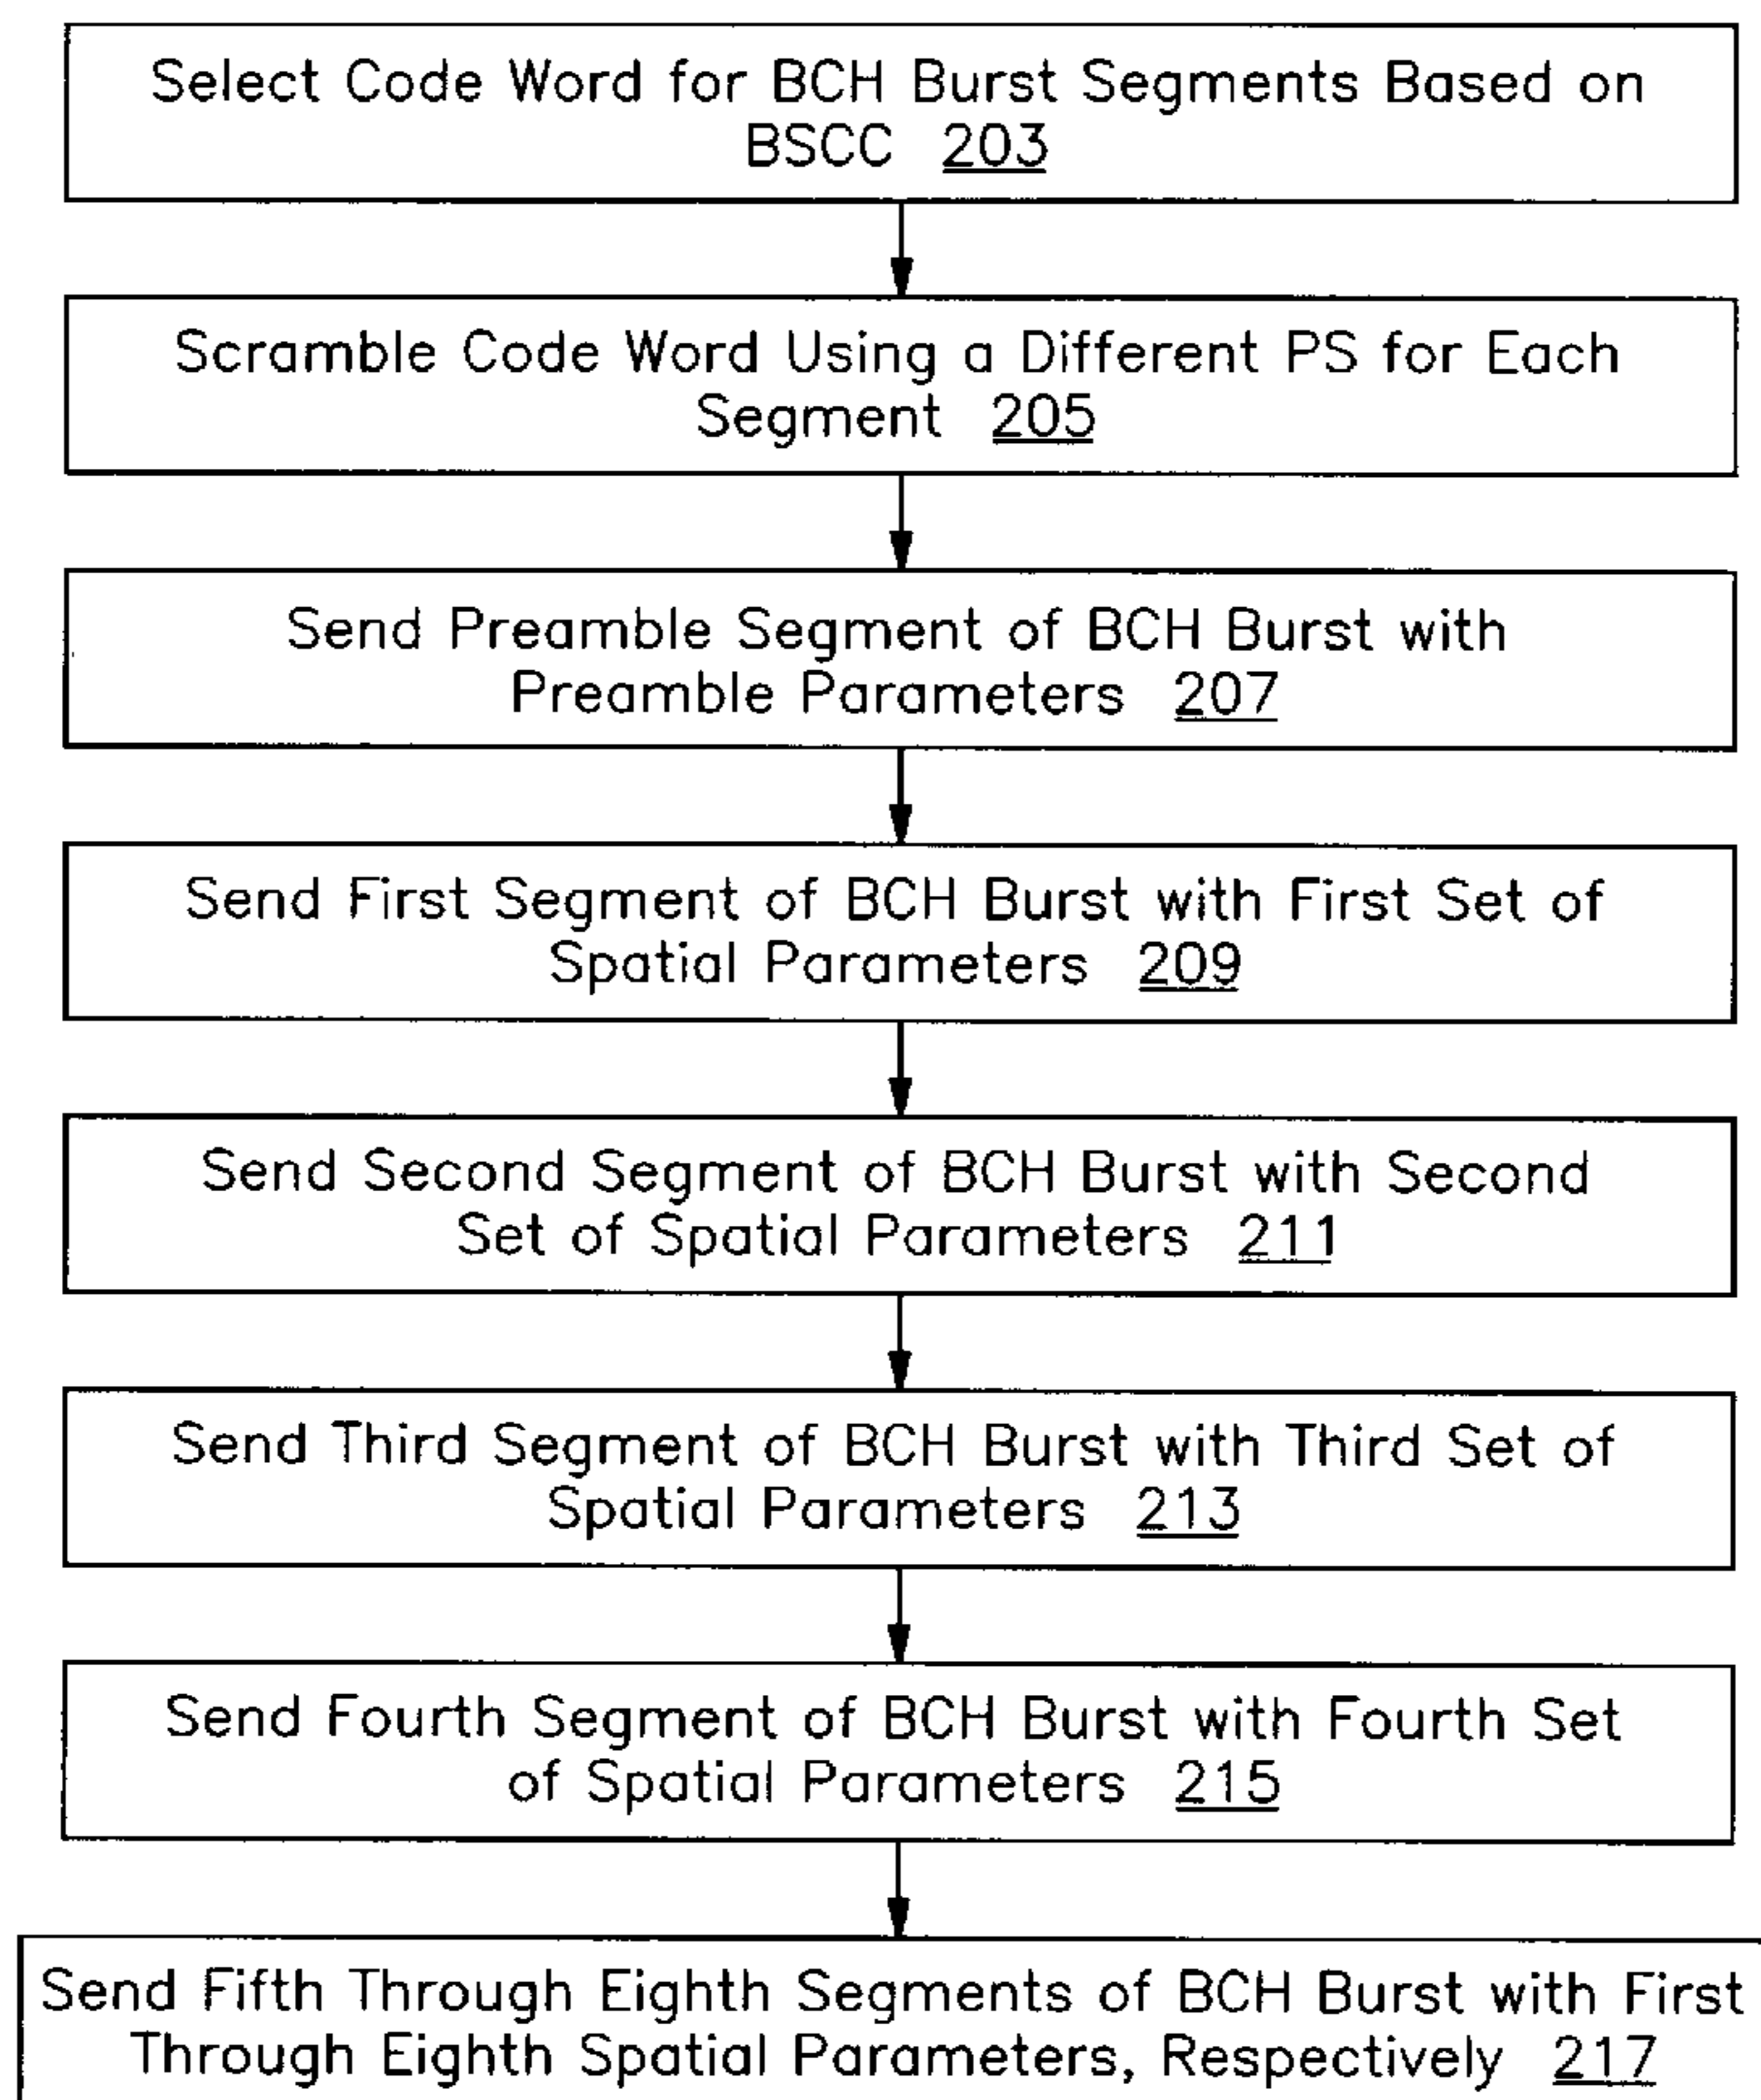 Select Code Word for BCH Burst Segments Based on
BSCC 203
Scramble Code Word Using a Different PS for Each
Segment 205
Send Preamble Segment of BCH Burst with
Preamble Parameters 207
Send First Segment of BCH Burst with First Set of
Spatial Parameters 209
Send Second Segment of BCH Burst with Second
Set of Spatial Parameters 211
Send Third Segment of BCH Burst with Third Set of
Spatial Parameters 213
Send Fourth Segment of BCH Burst with Fourth Set
of Spatial Parameters 215
Send Fifth Through Eighth Segments of BCH Burst with First
Through Eighth Spatial Parameters, Respectively 217